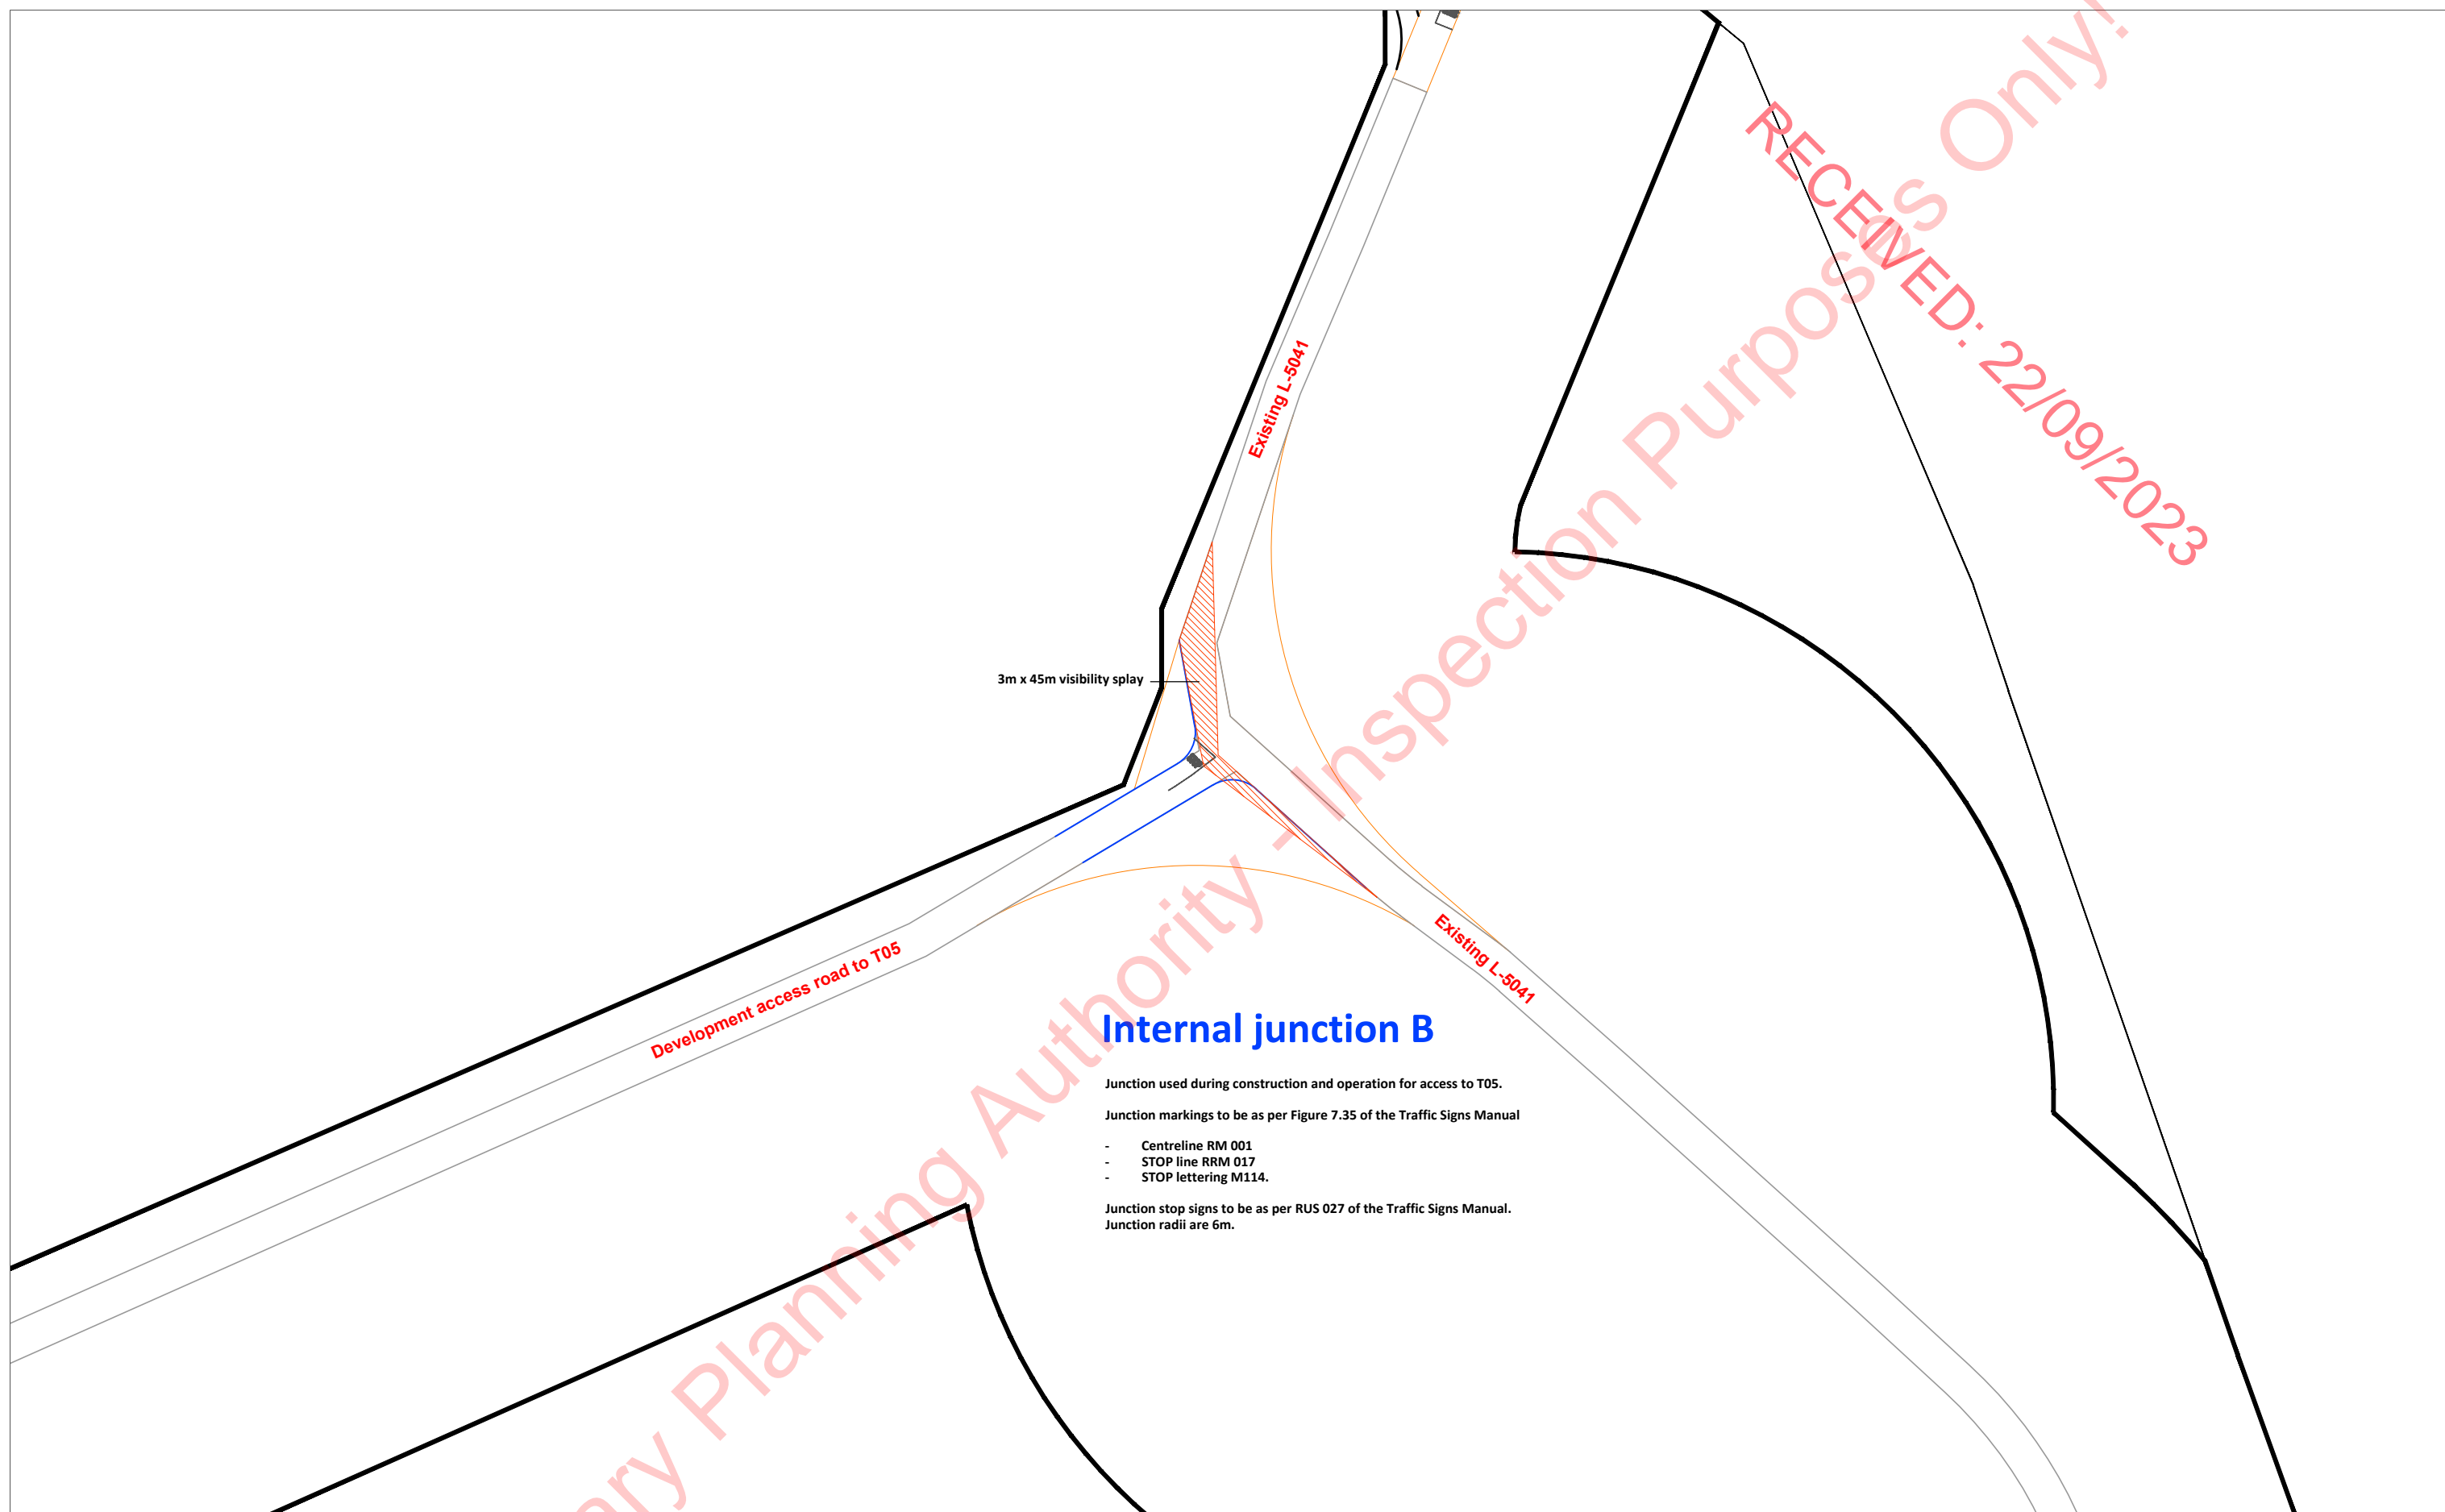 RECEIVED: 22/09/2023
Existing L-5041
3m x 45m visibility splay
Existing L-5041
Development access road to T05
Internal junction B
Junction used during construction and operation for access to T05.
Junction markings to be as per Figure 7.35 of the Traffic Signs Manual
- Centreline RM 001
- STOP line RRM 017
- STOP lettering M114.
Junction stop signs to be as per RUS 027 of the Traffic Signs Manual.
Junction radii are 6m.
ary Planning Authority - Inspection Purposes Only!